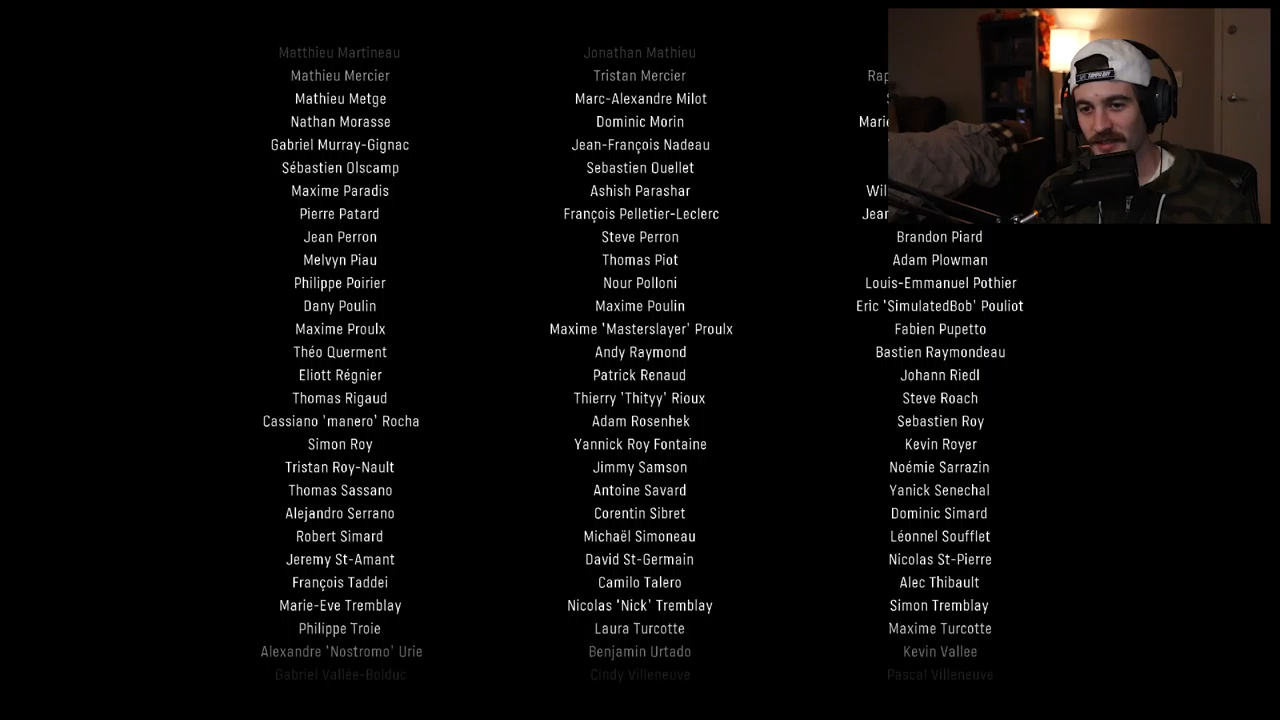 Matthieu Martineau Jonathan Mathieu
Mathieu Mercier Tristan Mercier
Mathieu Metge Marc-Alexandre Milot
Nathan Morasse Dominic Morin
Gabriel Murray-Gignac Jean-François Nadeau
Sébastien Olscamp Sebastien Ouellet
Maxime Paradis Ashish Parashar
Pierre Patard François Pelletier-Leclerc
Jean Perron Steve Perron Brandon Piard
Melvyn Piau Thomas Piot Adam Plowman
Philippe Poirier Nour Polloni Louis-Emmanuel Pothier
Dany Poulin Maxime Poulin Eric 'SimulatedBob' Pouliot
Maxime Proulx Maxime 'Masterslayer' Proulx Fabien Pupetto
Théo Querment Andy Raymond Bastien Raymondeau
Eliott Régnier Patrick Renaud Johann Riedl
Thomas Rigaud Thierry 'Thityy' Rioux Steve Roach
Cassiano 'manero' Rocha Adam Rosenhek Sebastien Roy
Simon Roy Yannick Roy Fontaine Kevin Royer
Tristan Roy-Nault Jimmy Samson Noémie Sarrazin
Thomas Sassano Antoine Savard Yanick Senechal
Alejandro Serrano Corentin Sibret Dominic Simard
Robert Simard Michaël Simoneau Léonnel Soufflet
Jeremy St-Amant David St-Germain Nicolas St-Pierre
François Taddei Camilo Talero Alec Thibault
Marie-Eve Tremblay Nicolas 'Nick' Tremblay Simon Tremblay
Philippe Troie Laura Turcotte Maxime Turcotte
Alexandre 'Nostromo' Urie Benjamin Urtado Kevin Vallee
Gabriel Vallée-Bolduc Cindy Villeneuve Pascal Villeneuve